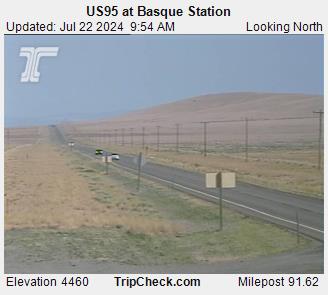 US95 at Basque Station
Updated: Jul 22 2024 9:54 AM Looking North
Elevation 4460 TripCheck.com Milepost 91.62